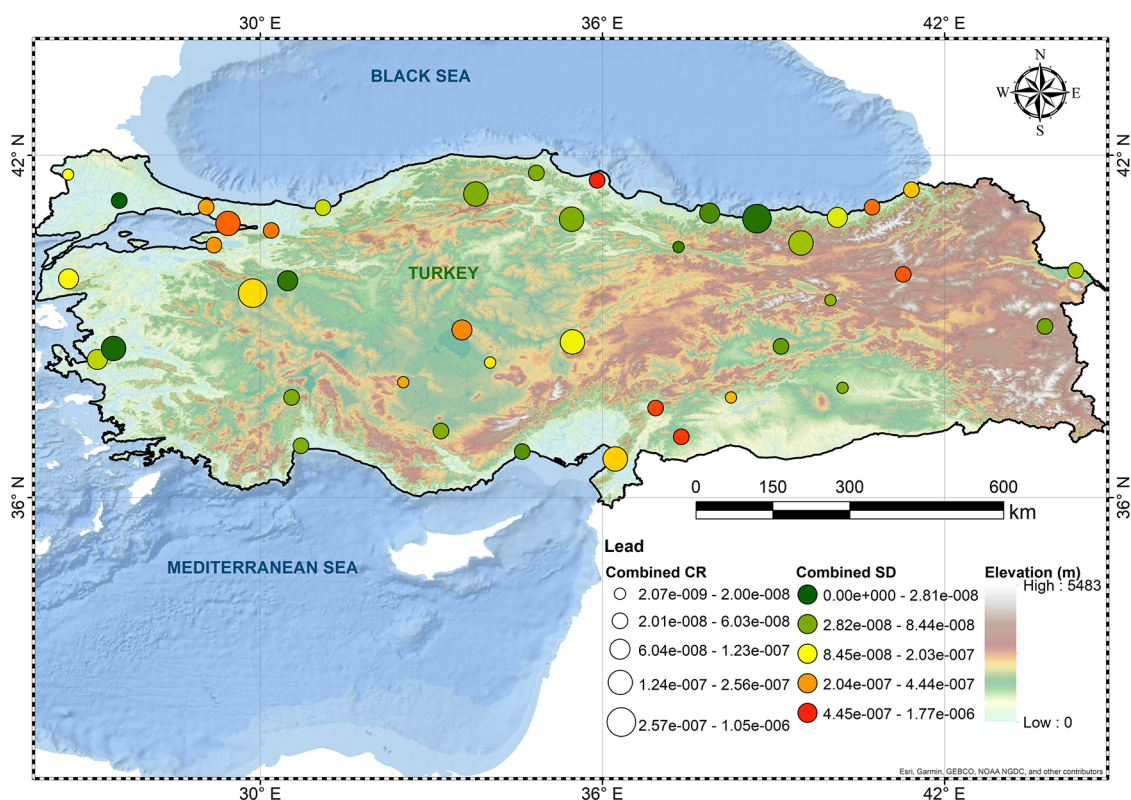 30° E 36° E 42° E
N
W E
S
BLACK SEA
42° N 42° N
TURKEY
36° N 36° N
0 150 300 600
km
MEDITERRANEAN SEA
Lead
Combined CR Combined SD Elevation (m)
2.07e-009 - 2.00e-008 0.00e+000 - 2.81e-008 High : 5483
2.01e-008 - 6.03e-008 2.82e-008 - 8.44e-008
6.04e-008 - 1.23e-007 8.45e-008 - 2.03e-007
1.24e-007 - 2.56e-007 2.04e-007 - 4.44e-007
2.57e-007 - 1.05e-006 4.45e-007 - 1.77e-006 Low : 0
Esri, Garmin, GEBCO, NOAA NGDC, and other contributors
30° E 36° E 42° E